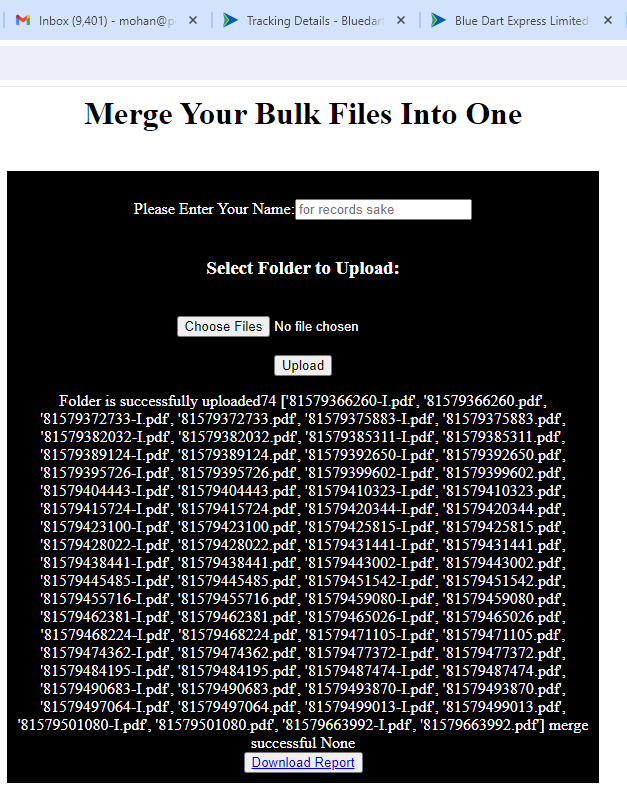 Inbox (9,401) - mohan@p
Tracking Details - Bluedart
Blue Dart Express Limited
Merge Your Bulk Files Into One
Please Enter Your Name: for records sake
Select Folder to Upload:
Choose Files No file chosen
Upload
Folder is successfully uploaded74 ['81579366260-I.pdf', '81579366260.pdf',
'81579372733-I.pdf', '81579372733.pdf', '81579375883-I.pdf', '81579375883.pdf',
'81579382032-I.pdf', '81579382032.pdf', '81579385311-I.pdf', '81579385311.pdf',
'81579389124-I.pdf', '81579389124.pdf', '81579392650-I.pdf', '81579392650.pdf',
'81579395726-I.pdf', '81579395726.pdf', '81579399602-I.pdf', '81579399602.pdf',
'81579404443-I.pdf', '81579404443.pdf', '81579410323-I.pdf', '81579410323.pdf',
'81579415724-I.pdf', '81579415724.pdf', '81579420344-I.pdf', '81579420344.pdf',
'81579423100-I.pdf', '81579423100.pdf', '81579425815-I.pdf', '81579425815.pdf',
'81579428022-I.pdf', '81579428022.pdf', '81579431441-I.pdf', '81579431441.pdf',
'81579438441-I.pdf', '81579438441.pdf', '81579443002-I.pdf', '81579443002.pdf',
'81579445485-I.pdf', '81579445485.pdf', '81579451542-I.pdf', '81579451542.pdf',
'81579455716-I.pdf', '81579455716.pdf', '81579459080-I.pdf', '81579459080.pdf',
'81579462381-I.pdf', '81579462381.pdf', '81579465026-I.pdf', '81579465026.pdf',
'81579468224-I.pdf', '81579468224.pdf', '81579471105-I.pdf', '81579471105.pdf',
'81579474362-I.pdf', '81579474362.pdf', '81579477372-I.pdf', '81579477372.pdf',
'81579484195-I.pdf', '81579484195.pdf', '81579487474-I.pdf', '81579487474.pdf',
'81579490683-I.pdf', '81579490683.pdf', '81579493870-I.pdf', '81579493870.pdf',
'81579497064-I.pdf', '81579497064.pdf', '81579499013-I.pdf', '81579499013.pdf',
'81579501080-I.pdf', '81579501080.pdf', '81579663992-I.pdf', '81579663992.pdf'] merge
successful None
Download Report